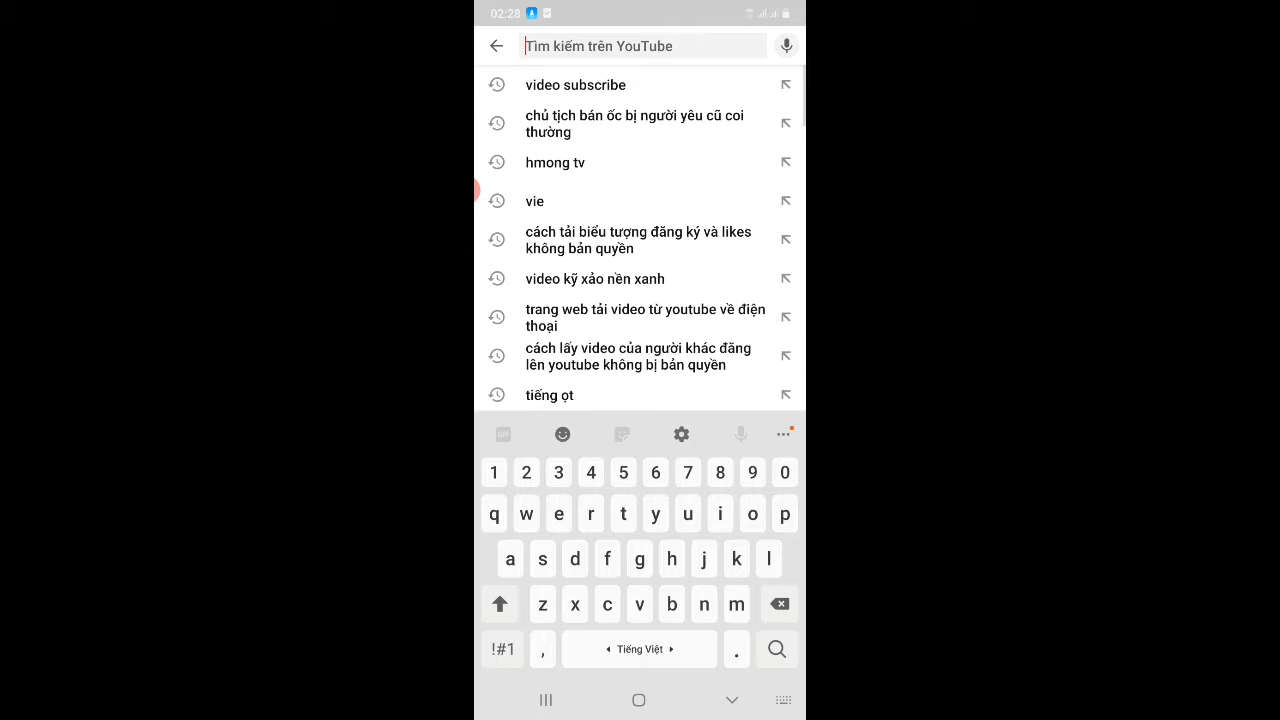 02:28
Tìm kiếm trên YouTube
video subscribe
chủ tịch bán ốc bị người yêu cũ coi
thường
hmong tv
vie
cách tải biểu tượng đăng ký và likes
không bản quyền
video kỹ xảo nền xanh
trang web tải video từ youtube về điện
thoại
cách lấy video của người khác đăng
lên youtube không bị bản quyền
tiếng ợt
GIF
1 2 3 4 5 6 7 8 9 0
q w e r t y u i o p
a s d f g h j k l
z x c v b n m
!#1 , Tiếng Việt .